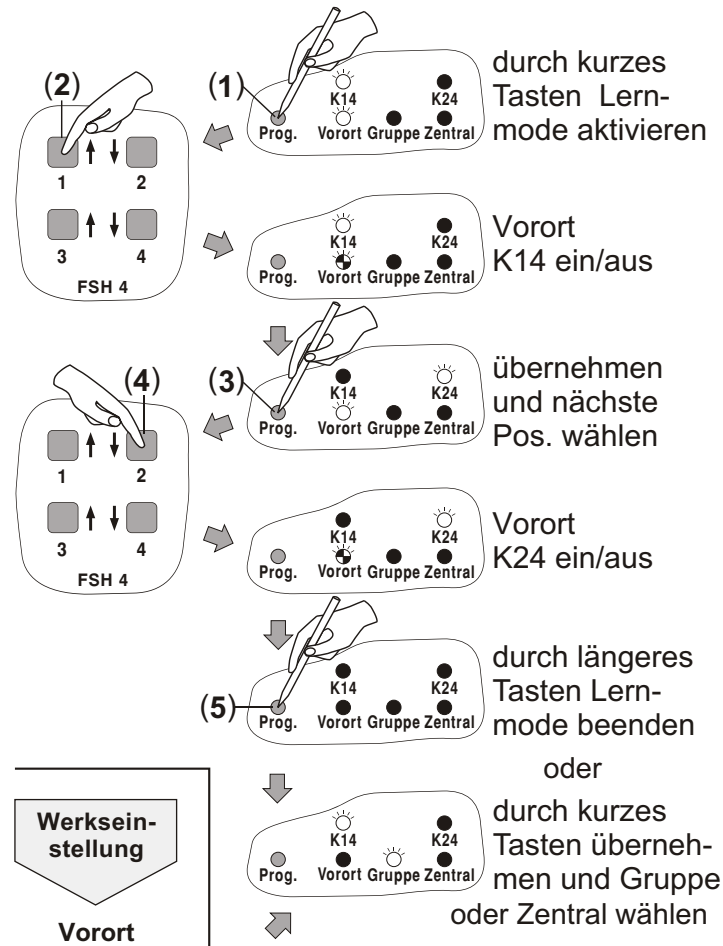 (2)
(1)
K14 K24
Prog. Vorort Gruppe Zentral
durch kurzes
Tasten Lern-
mode aktivieren
1 2
3 4
FSH 4
K14 K24
Prog. Vorort Gruppe Zentral
Vorort
K14 ein/aus
(4)
(3)
K14 K24
Prog. Vorort Gruppe Zentral
übernehmen
und nächste
Pos. wählen
1 2
3 4
FSH 4
K14 K24
Prog. Vorort Gruppe Zentral
Vorort
K24 ein/aus
(5)
K14 K24
Prog. Vorort Gruppe Zentral
durch längeres
Tasten Lern-
mode beenden
oder
Werksein-
stellung
Vorort
K14 K24
Prog. Vorort Gruppe Zentral
durch kurzes
Tasten überneh-
men und Gruppe
oder Zentral wählen